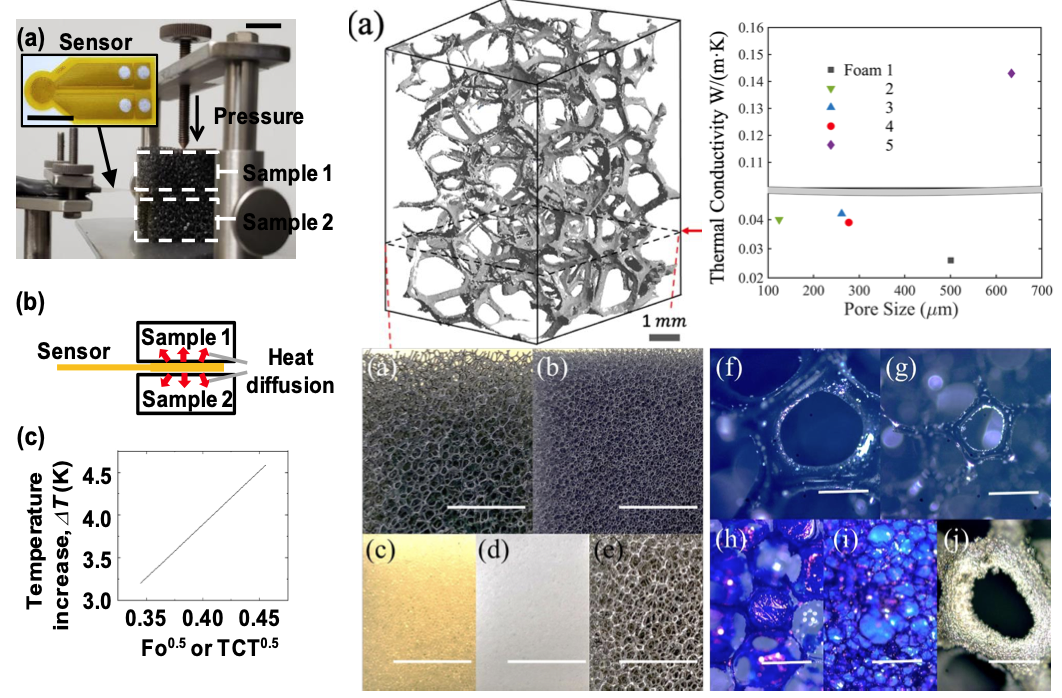 (a)
Sensor
Pressure
Sample 1
Sample 2
(b)
Sample 1
Sensor
Heat
diffusion
Sample 2
(c)
Temperature
increase, ΔT (K)
4.5
4.0
3.5
3.0
0.35 0.40 0.45
Fo^0.5 or TCT^0.5
(a)
1 mm
Thermal Conductivity W/(m·K)
0.16
0.15
0.14
0.13
0.12
0.11
0.04
0.03
0.02
Foam 1
2
3
4
5
100 200 300 400 500 600 700
Pore Size (μm)
(a)
(b)
(c)
(d)
(e)
(f)
(g)
(h)
(i)
(j)